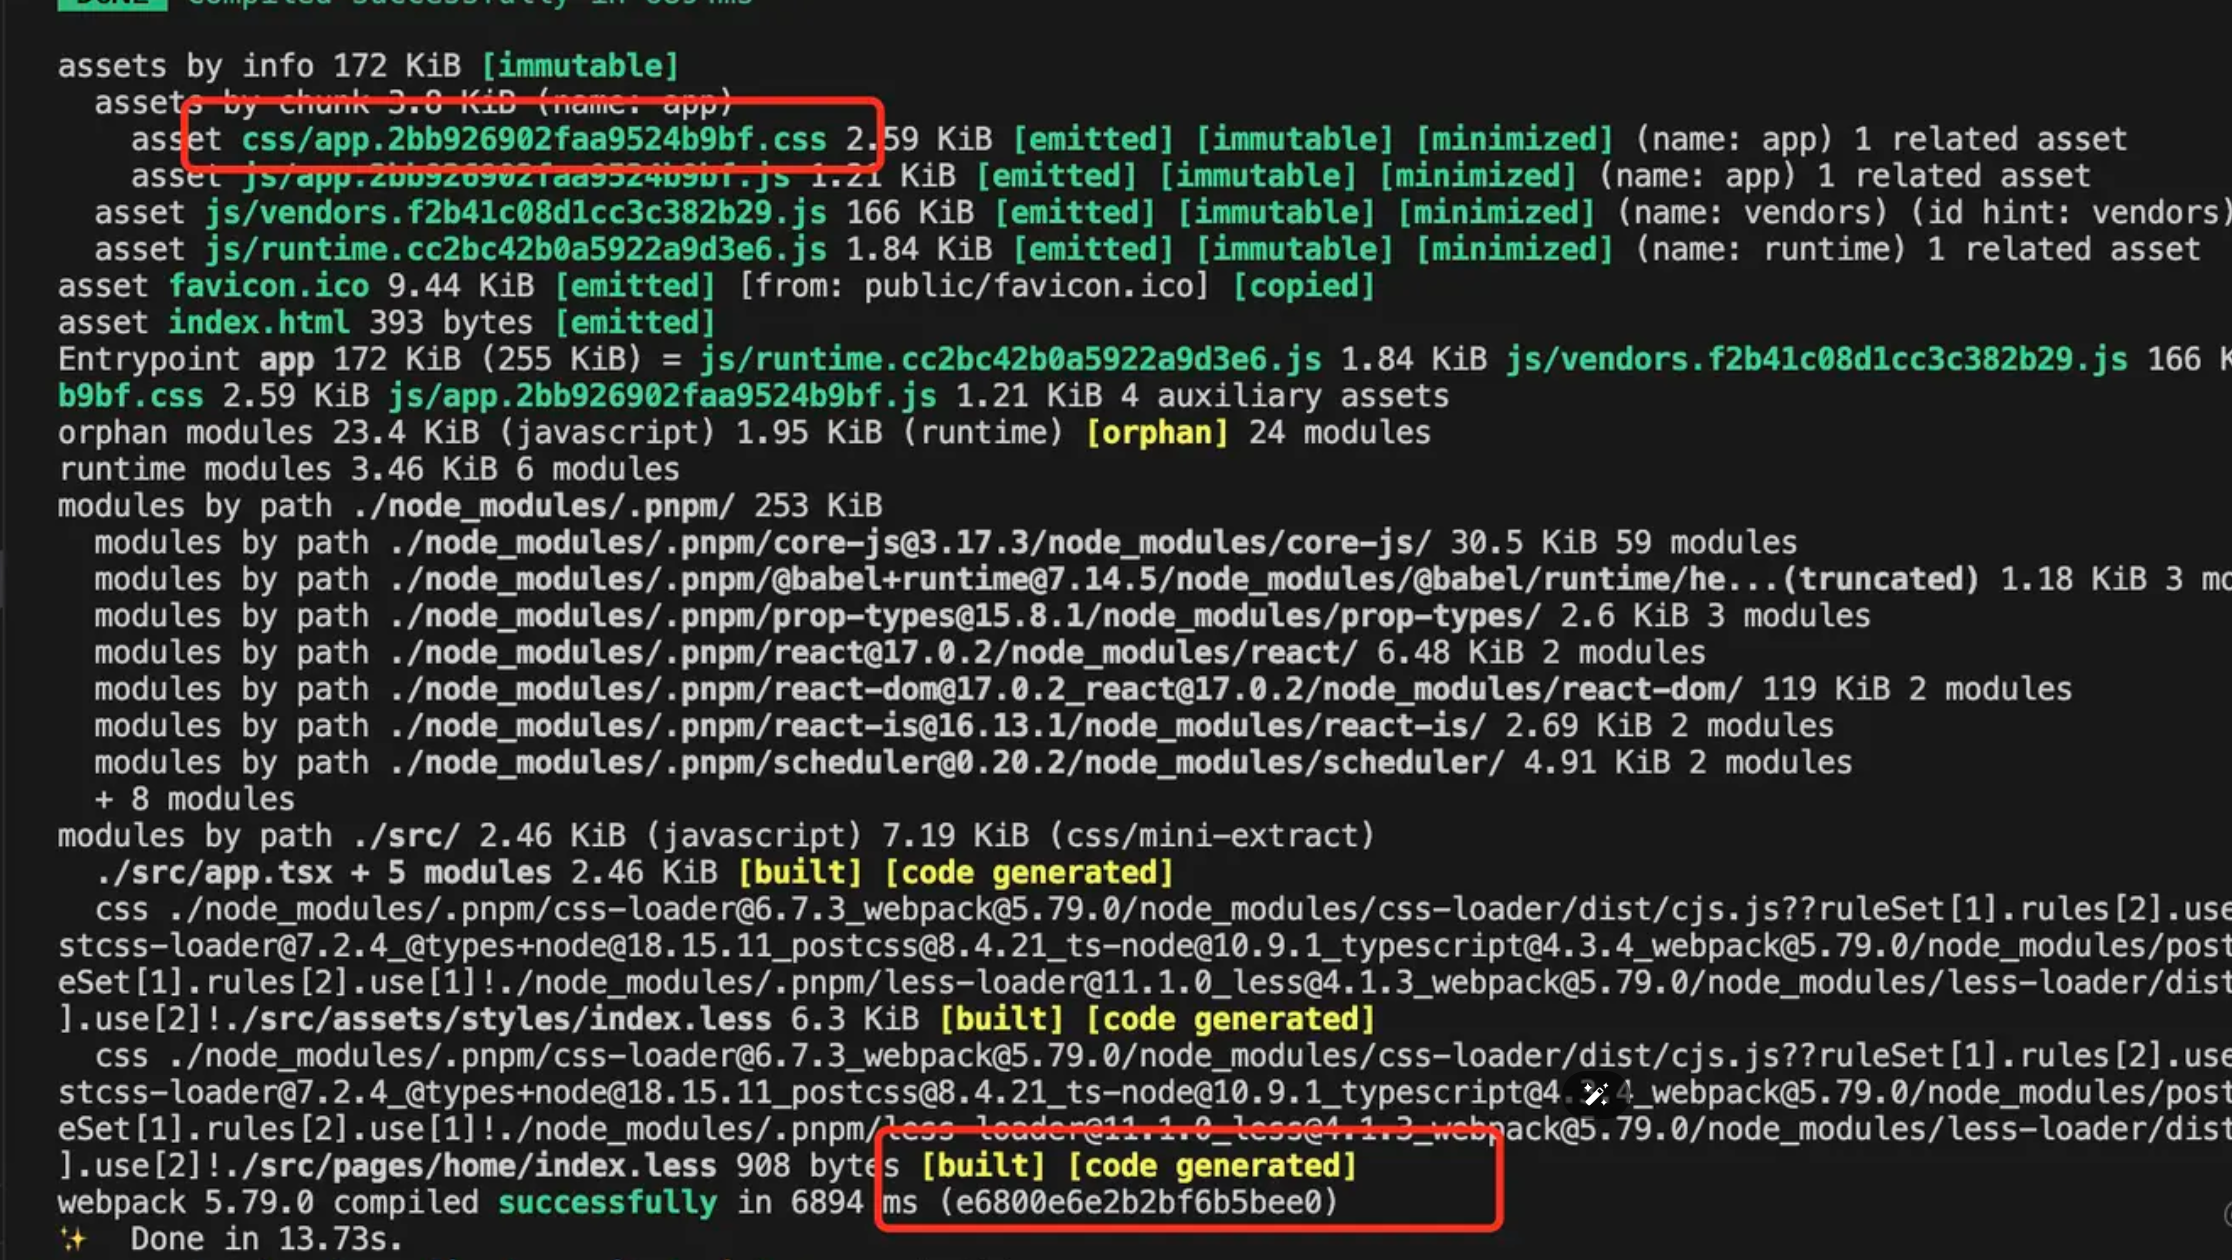 DONE Compiled successfully in 6894ms
assets by info 172 KiB [immutable]
assets by chunk 3.8 KiB (name: app)
asset css/app.2bb926902faa9524b9bf.css 2.59 KiB [emitted] [immutable] [minimized] (name: app) 1 related asset
asset js/app.2bb926902faa9524b9bf.js 1.21 KiB [emitted] [immutable] [minimized] (name: app) 1 related asset
asset js/vendors.f2b41c08d1cc3c382b29.js 166 KiB [emitted] [immutable] [minimized] (name: vendors) (id hint: vendors)
asset js/runtime.cc2bc42b0a5922a9d3e6.js 1.84 KiB [emitted] [immutable] [minimized] (name: runtime) 1 related asset
asset favicon.ico 9.44 KiB [emitted] [from: public/favicon.ico] [copied]
asset index.html 393 bytes [emitted]
Entrypoint app 172 KiB (255 KiB) = js/runtime.cc2bc42b0a5922a9d3e6.js 1.84 KiB js/vendors.f2b41c08d1cc3c382b29.js 166 K
b9bf.css 2.59 KiB js/app.2bb926902faa9524b9bf.js 1.21 KiB 4 auxiliary assets
orphan modules 23.4 KiB (javascript) 1.95 KiB (runtime) [orphan] 24 modules
runtime modules 3.46 KiB 6 modules
modules by path ./node_modules/.pnpm/ 253 KiB
modules by path ./node_modules/.pnpm/core-js@3.17.3/node_modules/core-js/ 30.5 KiB 59 modules
modules by path ./node_modules/.pnpm/@babel+runtime@7.14.5/node_modules/@babel/runtime/he...(truncated) 1.18 KiB 3 mo
modules by path ./node_modules/.pnpm/prop-types@15.8.1/node_modules/prop-types/ 2.6 KiB 3 modules
modules by path ./node_modules/.pnpm/react@17.0.2/node_modules/react/ 6.48 KiB 2 modules
modules by path ./node_modules/.pnpm/react-dom@17.0.2_react@17.0.2/node_modules/react-dom/ 119 KiB 2 modules
modules by path ./node_modules/.pnpm/react-is@16.13.1/node_modules/react-is/ 2.69 KiB 2 modules
modules by path ./node_modules/.pnpm/scheduler@0.20.2/node_modules/scheduler/ 4.91 KiB 2 modules
+ 8 modules
modules by path ./src/ 2.46 KiB (javascript) 7.19 KiB (css/mini-extract)
./src/app.tsx + 5 modules 2.46 KiB [built] [code generated]
css ./node_modules/.pnpm/css-loader@6.7.3_webpack@5.79.0/node_modules/css-loader/dist/cjs.js??ruleSet[1].rules[2].use
stcss-loader@7.2.4_@types+node@18.15.11_postcss@8.4.21_ts-node@10.9.1_typescript@4.3.4_webpack@5.79.0/node_modules/post
eSet[1].rules[2].use[1]!./node_modules/.pnpm/less-loader@11.1.0_less@4.1.3_webpack@5.79.0/node_modules/less-loader/dist
].use[2]!./src/assets/styles/index.less 6.3 KiB [built] [code generated]
css ./node_modules/.pnpm/css-loader@6.7.3_webpack@5.79.0/node_modules/css-loader/dist/cjs.js??ruleSet[1].rules[2].use
stcss-loader@7.2.4_@types+node@18.15.11_postcss@8.4.21_ts-node@10.9.1_typescript@4.3.4_webpack@5.79.0/node_modules/post
eSet[1].rules[2].use[1]!./node_modules/.pnpm/less-loader@11.1.0_less@4.1.3_webpack@5.79.0/node_modules/less-loader/dist
].use[2]!./src/pages/home/index.less 908 bytes [built] [code generated]
webpack 5.79.0 compiled successfully in 6894 ms (e6800e6e2b2bf6b5bee0)
✨ Done in 13.73s.